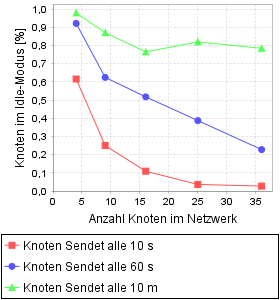 Knoten im Idle-Modus [%]
1,0
0,9
0,8
0,7
0,6
0,5
0,4
0,3
0,2
0,1
0,0
0 5 10 15 20 25 30 35
Anzahl Knoten im Netzwerk
Knoten Sendet alle 10 s
Knoten Sendet alle 60 s
Knoten Sendet alle 10 m